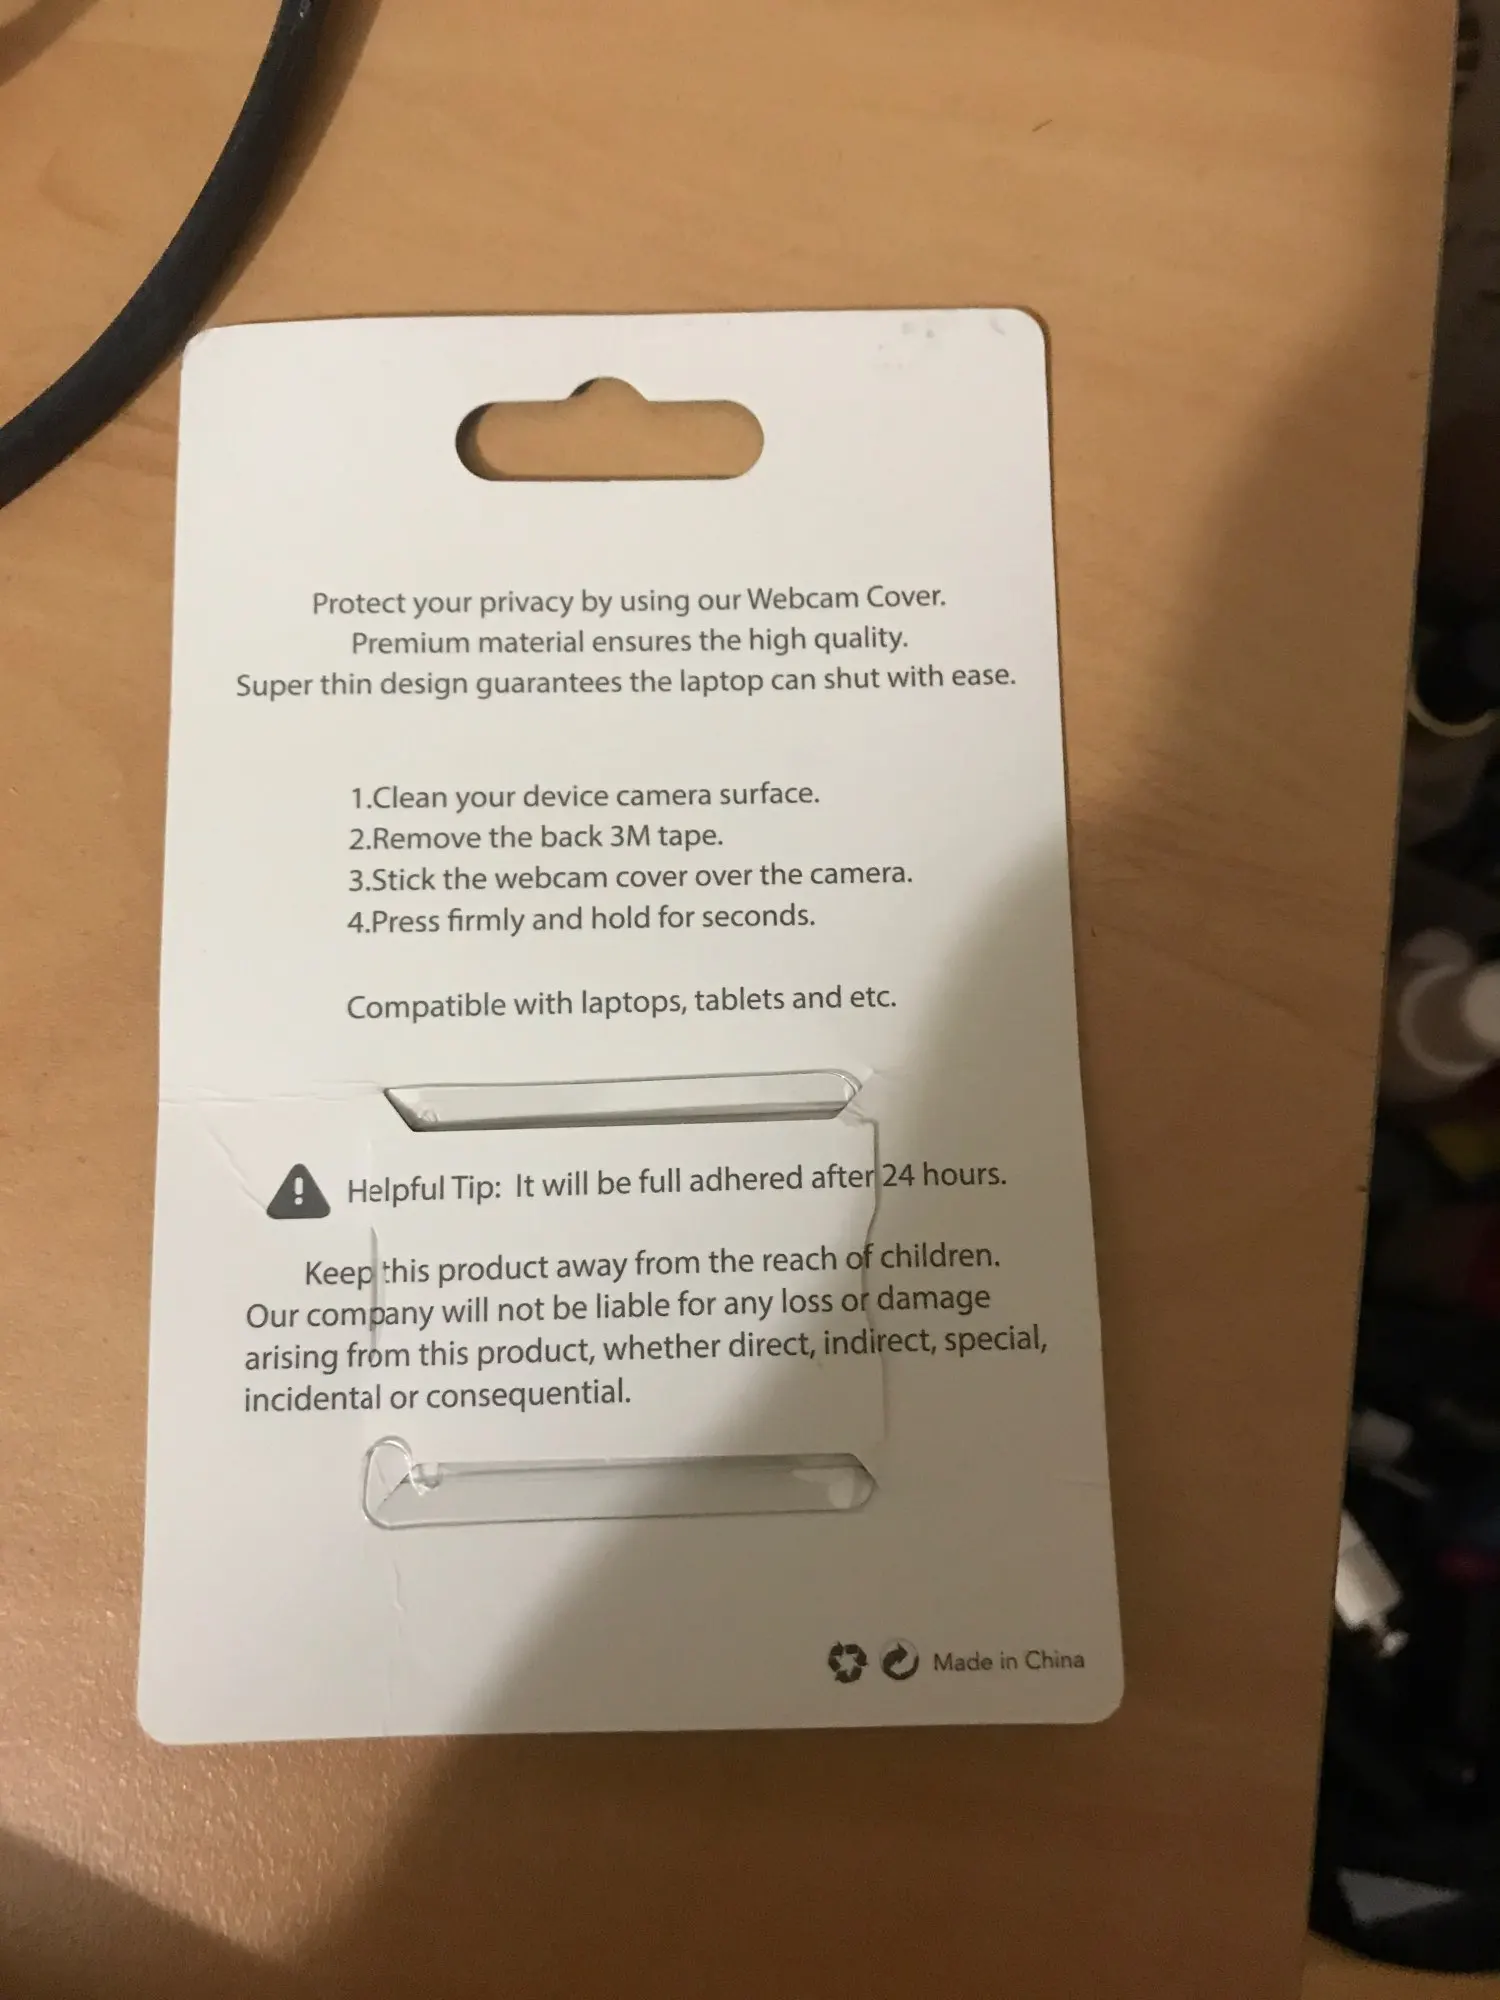 Protect your privacy by using our Webcam Cover.
Premium material ensures the high quality.
Super thin design guarantees the laptop can shut with ease.
1.Clean your device camera surface.
2.Remove the back 3M tape.
3.Stick the webcam cover over the camera.
4.Press firmly and hold for seconds.
Compatible with laptops, tablets and etc.
Helpful Tip: It will be full adhered after 24 hours.
Keep this product away from the reach of children.
Our company will not be liable for any loss or damage
arising from this product, whether direct, indirect, special,
incidental or consequential.
Made in China